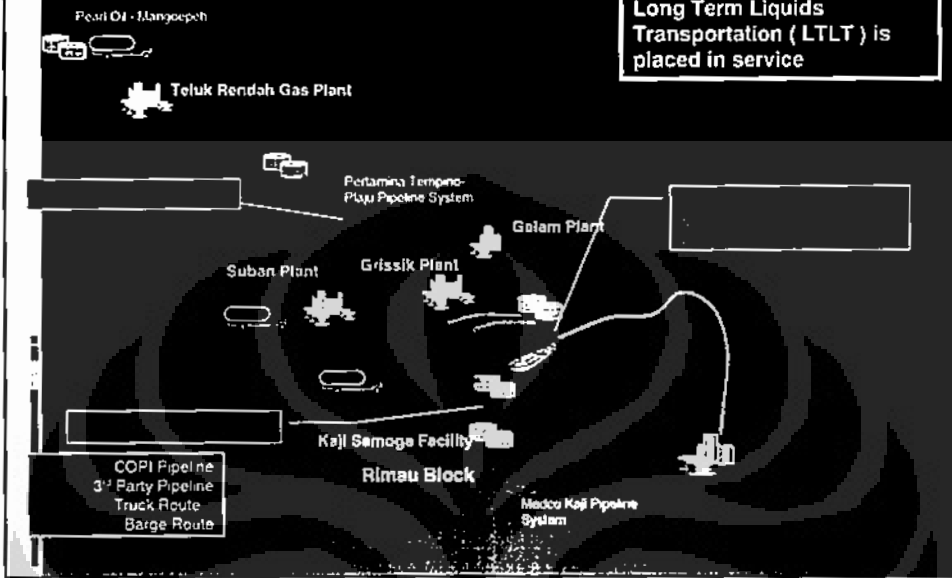 Pearl Oil - Mangoepeh
Long Term Liquids
Transportation ( LTLT ) is
placed in service
Teluk Rendah Gas Plant
Pertamina Tempino-
Plaju Pipeline System
Gelam Plant
Suban Plant
Grissik Plant
Kaji Semoga Facility
Rimau Block
COPI Pipeline
3rd Party Pipeline
Truck Route
Barge Route
Medco Kaji Pipeline
System